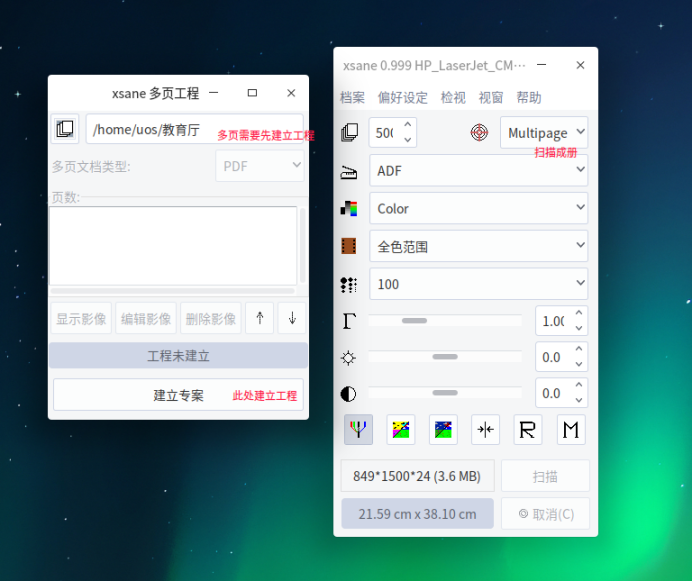 xsane 多页工程
/home/uos/教育厅
多页需要先建立工程
多页文档类型:
PDF
页数:
显示影像
编辑影像
删除影像
工程未建立
建立专案
此处建立工程
xsane 0.999 HP_LaserJet_CM···
档案 偏好设定 检视 视窗 帮助
Multipage
扫描成册
ADF
Color
全色范围
100
1.00
0.0
0.0
R
M
849*1500*24 (3.6 MB)
扫描
21.59 cm x 38.10 cm
取消(C)